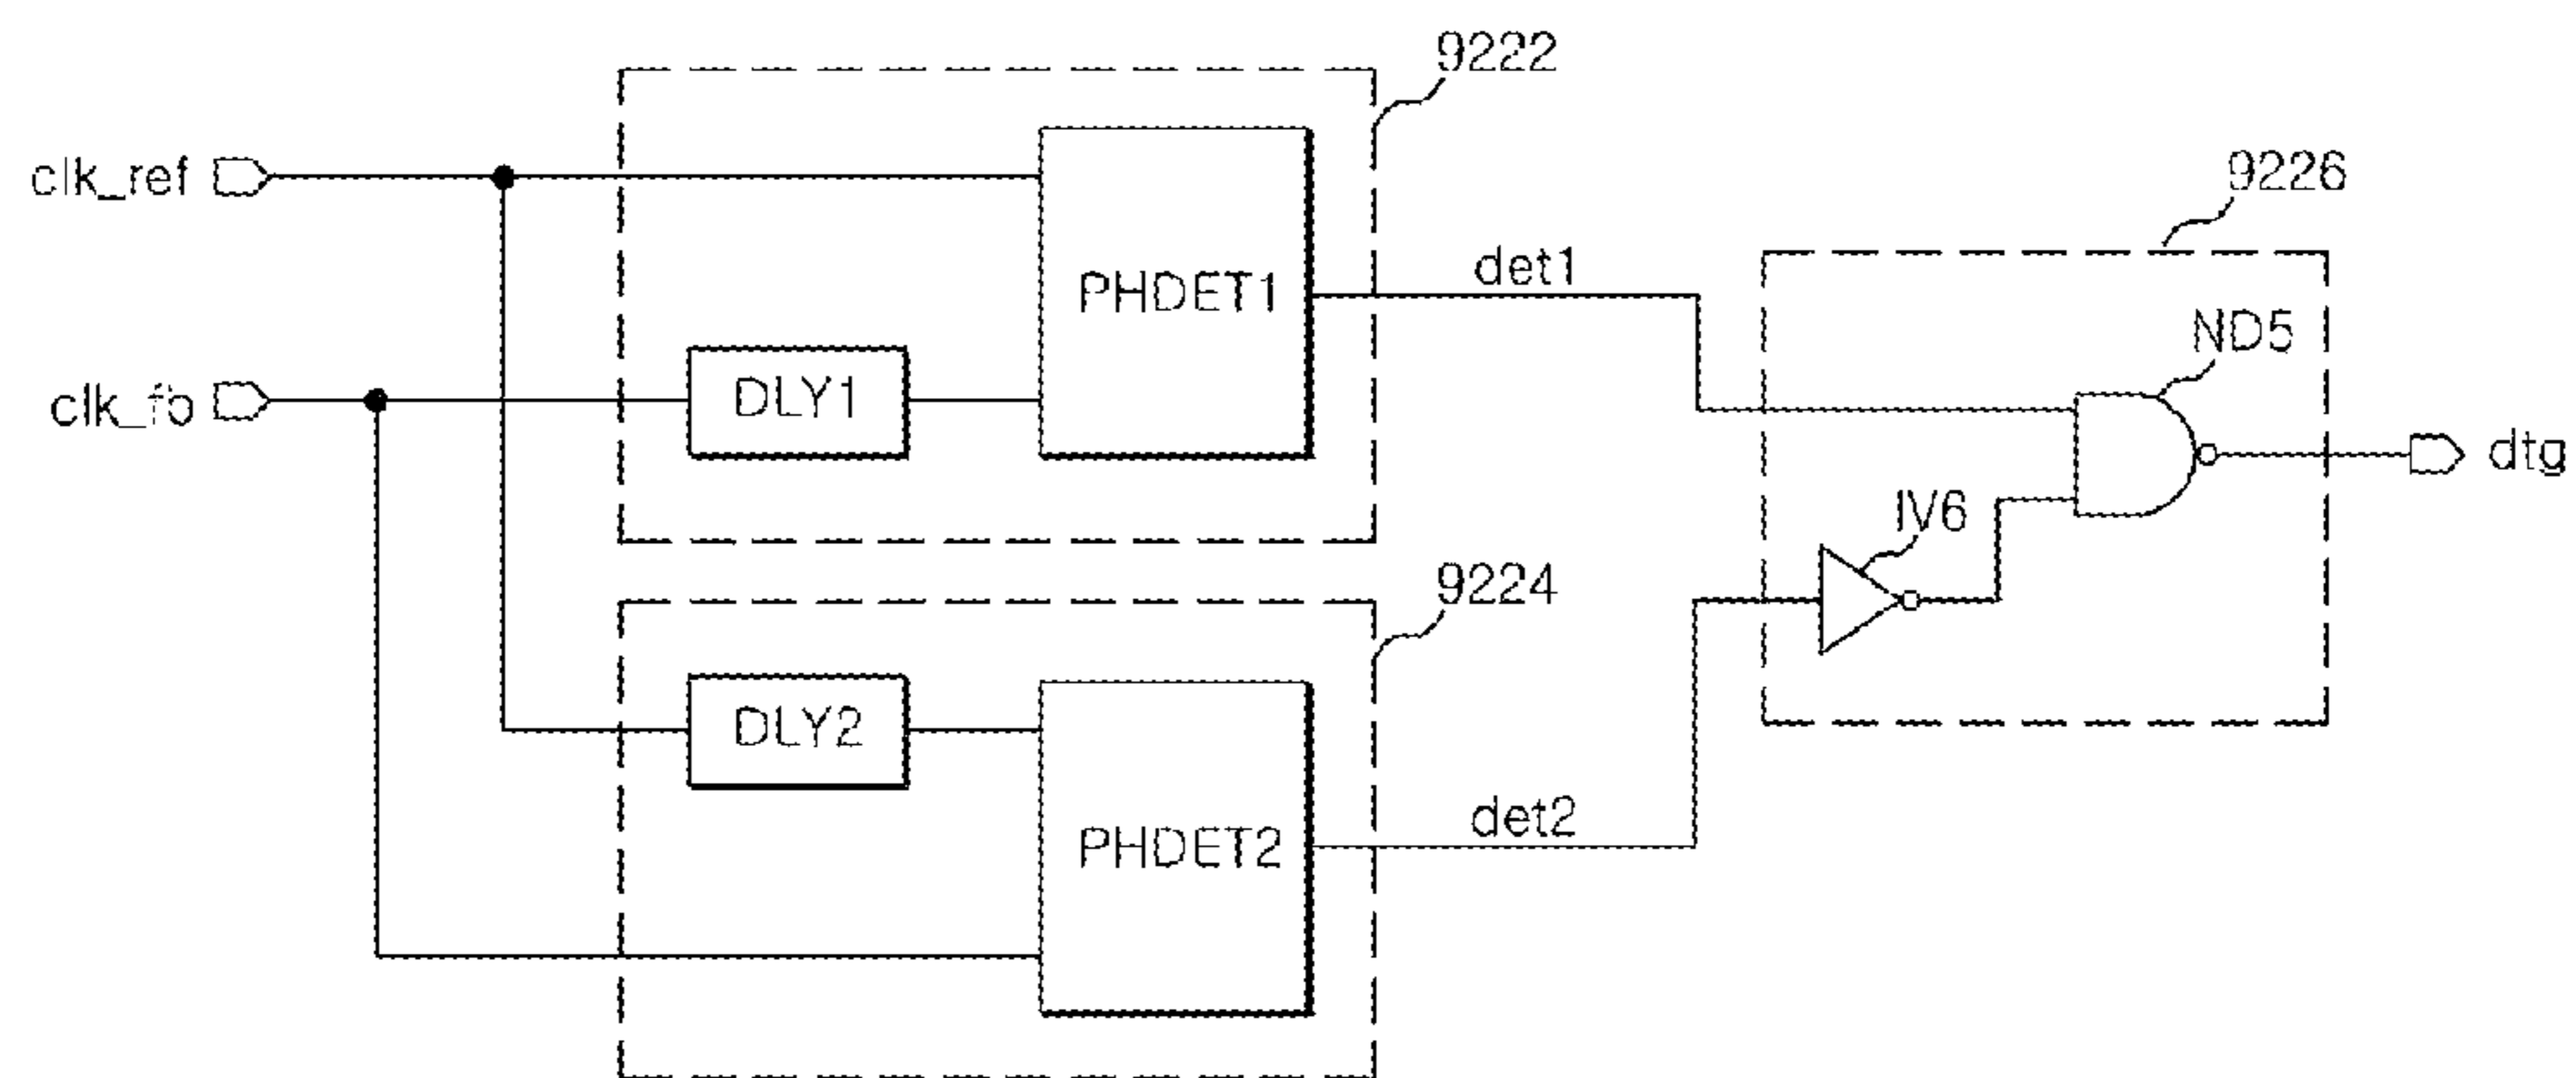 9222
clk_ref
9226
PHDET1
det1
ND5
clk_fb
DLY1
dtg
IV6
9224
DLY2
PHDET2
det2